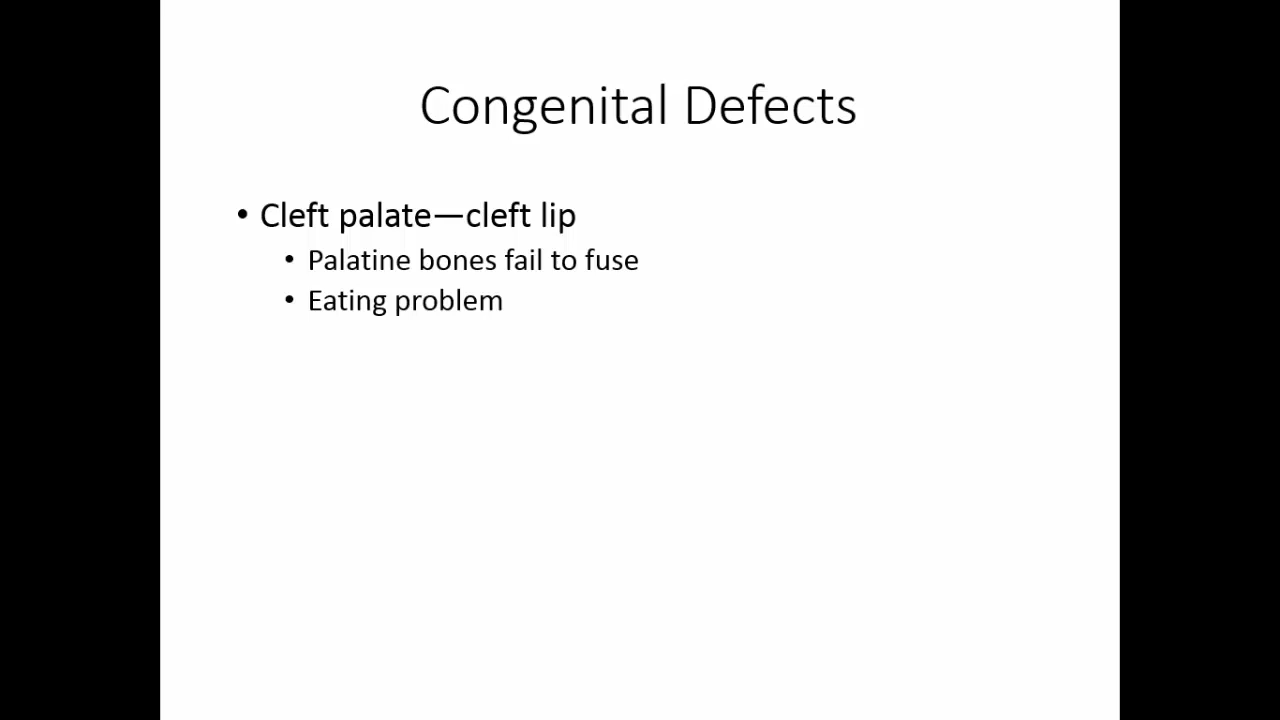 Congenital Defects
• Cleft palate—cleft lip
• Palatine bones fail to fuse
• Eating problem